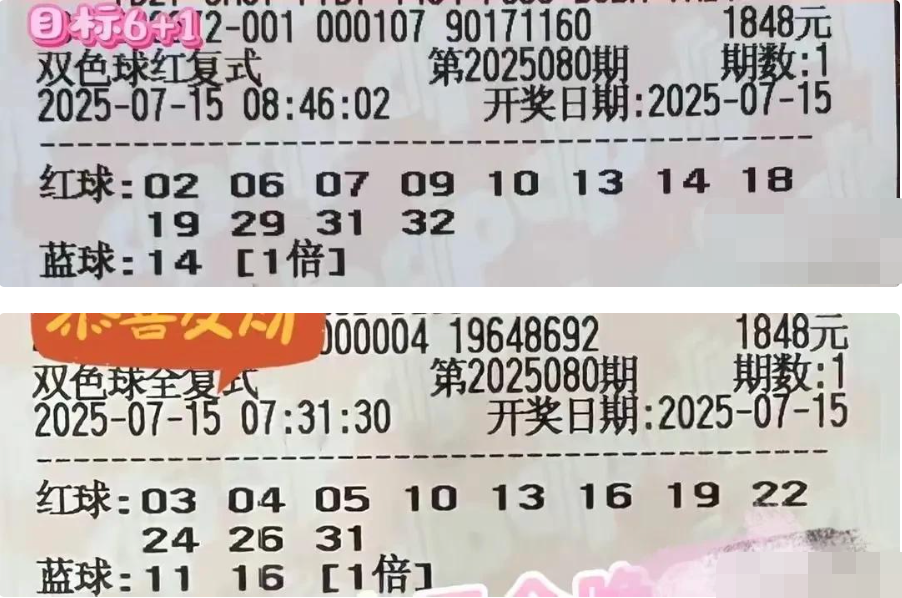 目标6+1
2-001 000107 90171160 1848元
双色球红复式 第2025080期 期数:1
2025-07-15 08:46:02 开奖日期:2025-07-15
红球:02 06 07 09 10 13 14 18
19 29 31 32
蓝球:14 [1倍]
恭喜发财
000004 19648692 1848元
双色球全复式 第2025080期 期数:1
2025-07-15 07:31:30 开奖日期:2025-07-15
红球:03 04 05 10 13 16 19 22
24 26 31
蓝球:11 16 [1倍]